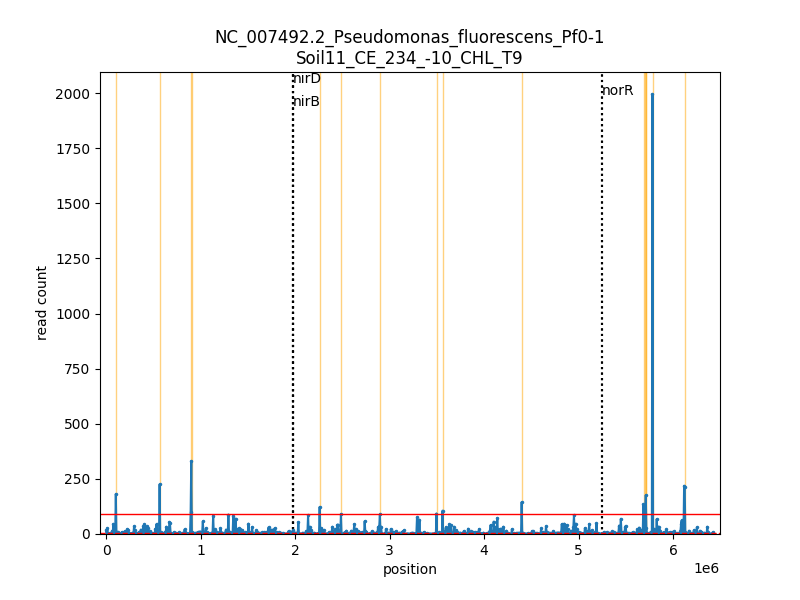 NC_007492.2_Pseudomonas_fluorescens_Pf0-1
Soil11_CE_234_-10_CHL_T9
nirD
nirB
norR
2000
1750
1500
1250
1000
750
500
250
0
read count
0 1 2 3 4 5 6
1e6
position